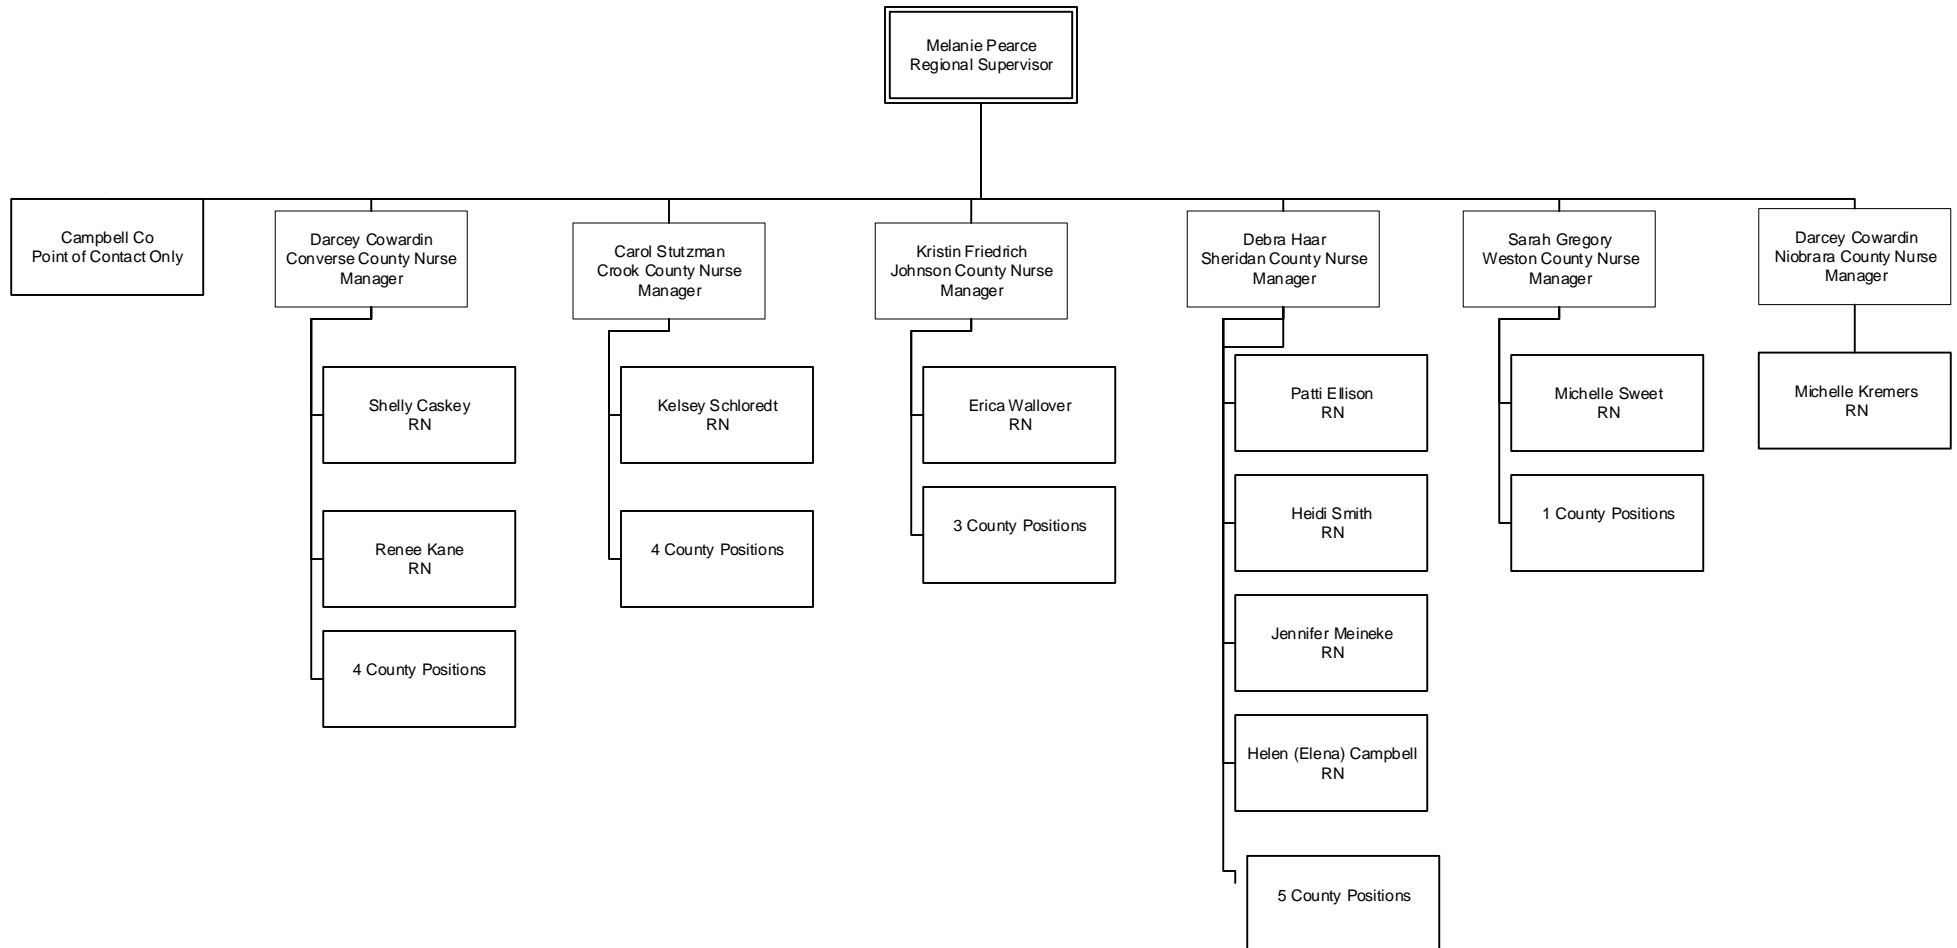 Melanie Pearce
Regional Supervisor
Campbell Co
Point of Contact Only
Darcey Cowardin
Converse County Nurse
Manager
Carol Stutzman
Crook County Nurse
Manager
Kristin Friedrich
Johnson County Nurse
Manager
Debra Haar
Sheridan County Nurse
Manager
Sarah Gregory
Weston County Nurse
Manager
Darcey Cowardin
Niobrara County Nurse
Manager
Shelly Caskey
RN
Renee Kane
RN
4 County Positions
Kelsey Schloredt
RN
4 County Positions
Erica Wallover
RN
3 County Positions
Patti Ellison
RN
Heidi Smith
RN
Jennifer Meineke
RN
Helen (Elena) Campbell
RN
5 County Positions
Michelle Sweet
RN
1 County Positions
Michelle Kremers
RN